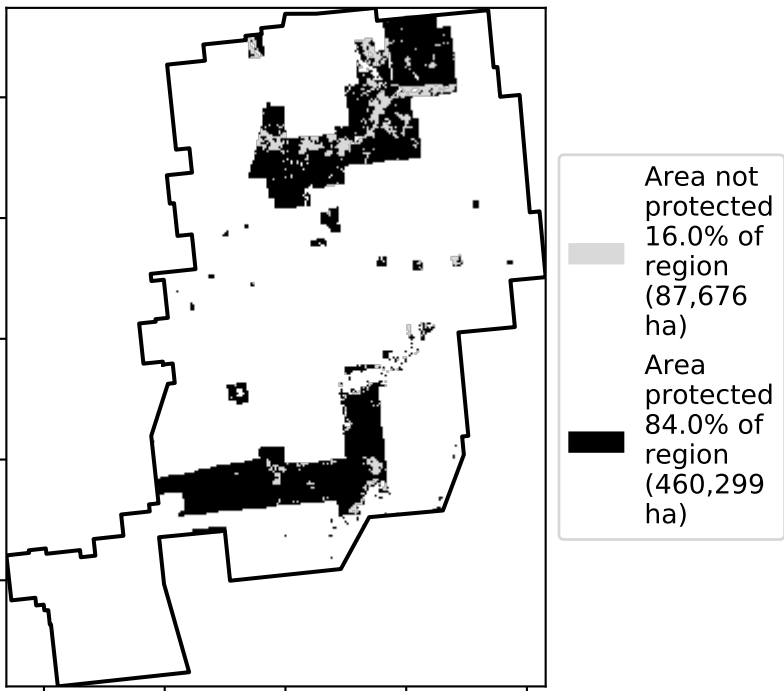 Area not
protected
16.0% of
region
(87,676
ha)
Area
protected
84.0% of
region
(460,299
ha)